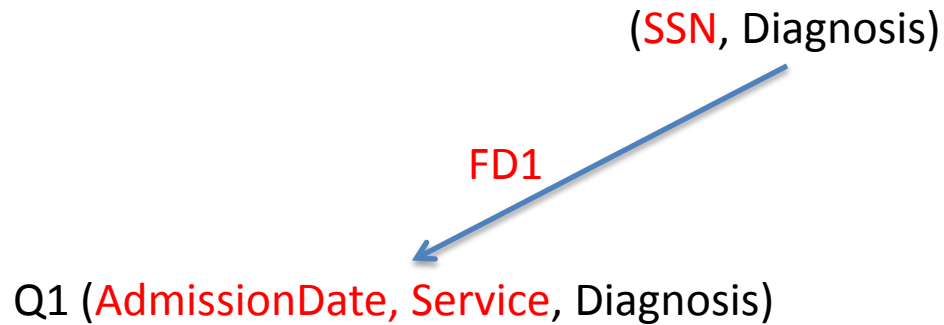 (SSN, Diagnosis)
FD1
Q1 (AdmissionDate, Service, Diagnosis)